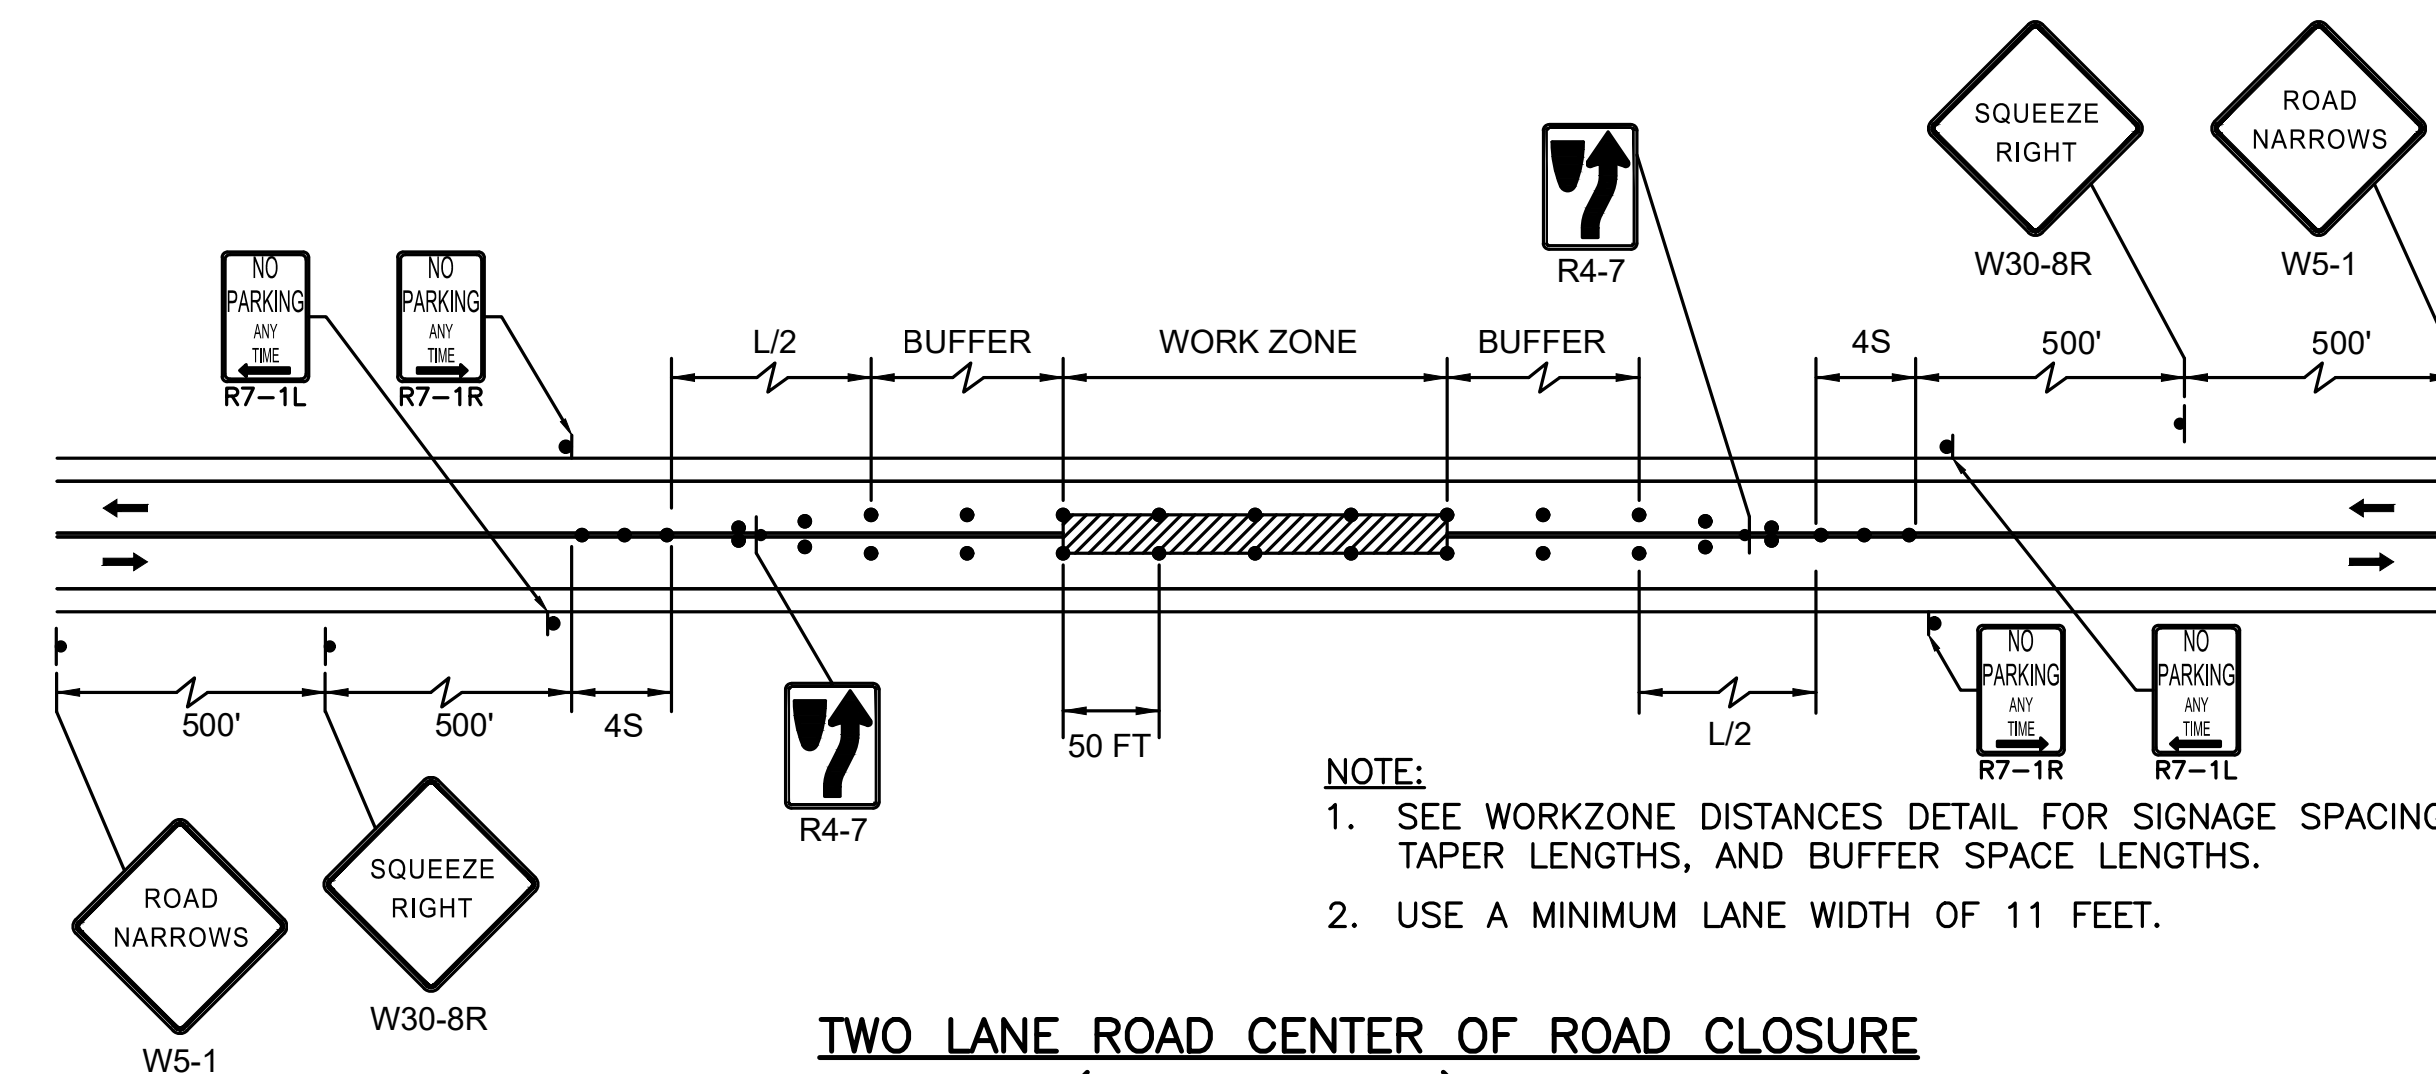 SQUEEZE
RIGHT
W30-8R
ROAD
NARROWS
W5-1
R4-7
NO
PARKING
ANY
TIME
R7-1L
NO
PARKING
ANY
TIME
R7-1R
L/2
BUFFER
WORK ZONE
BUFFER
4S
500'
500'
500'
500'
4S
50 FT
L/2
R4-7
NO
PARKING
ANY
TIME
R7-1R
NO
PARKING
ANY
TIME
R7-1L
ROAD
NARROWS
W5-1
SQUEEZE
RIGHT
W30-8R
NOTE:
1. SEE WORKZONE DISTANCES DETAIL FOR SIGNAGE SPACING
TAPER LENGTHS, AND BUFFER SPACE LENGTHS.
2. USE A MINIMUM LANE WIDTH OF 11 FEET.
TWO LANE ROAD CENTER OF ROAD CLOSURE